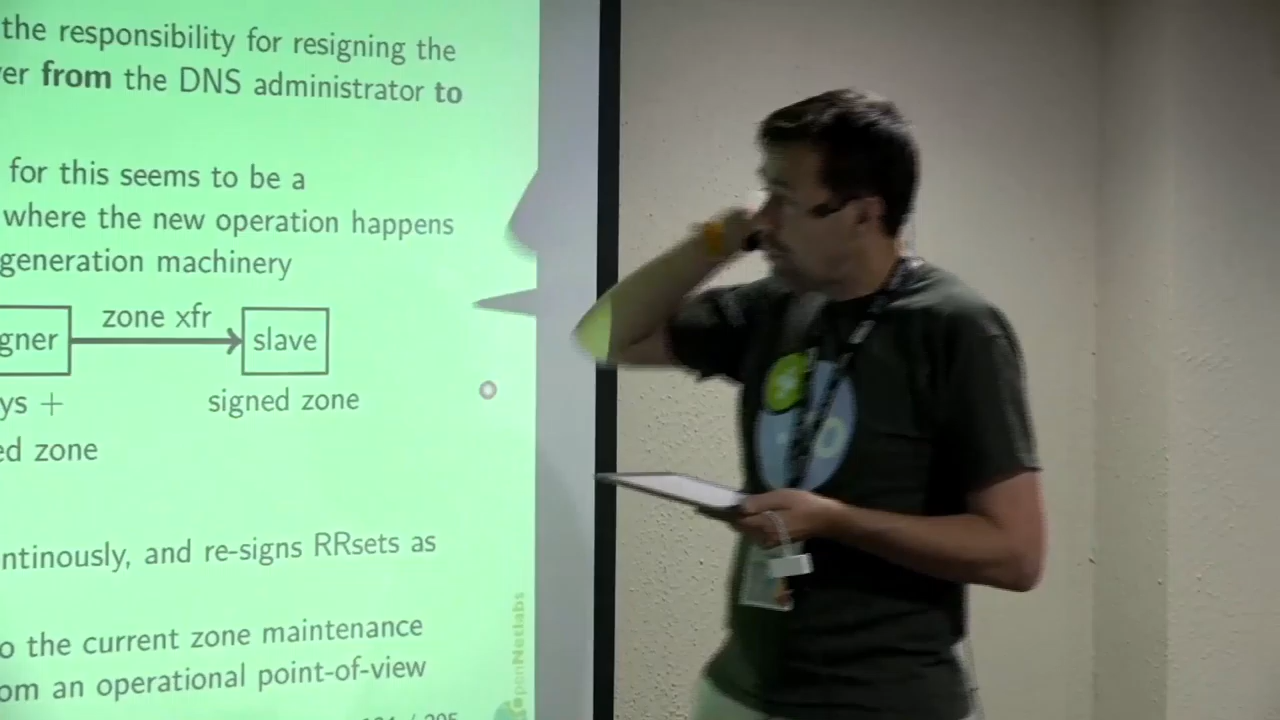 the responsibility for resigning the
er from the DNS administrator to
for this seems to be a
where the new operation happens
generation machinery
gner
zone xfr
slave
ys +
signed zone
ed zone
ntinously, and re-signs RRsets as
o the current zone maintenance
om an operational point-of-view
OpenNetlabs